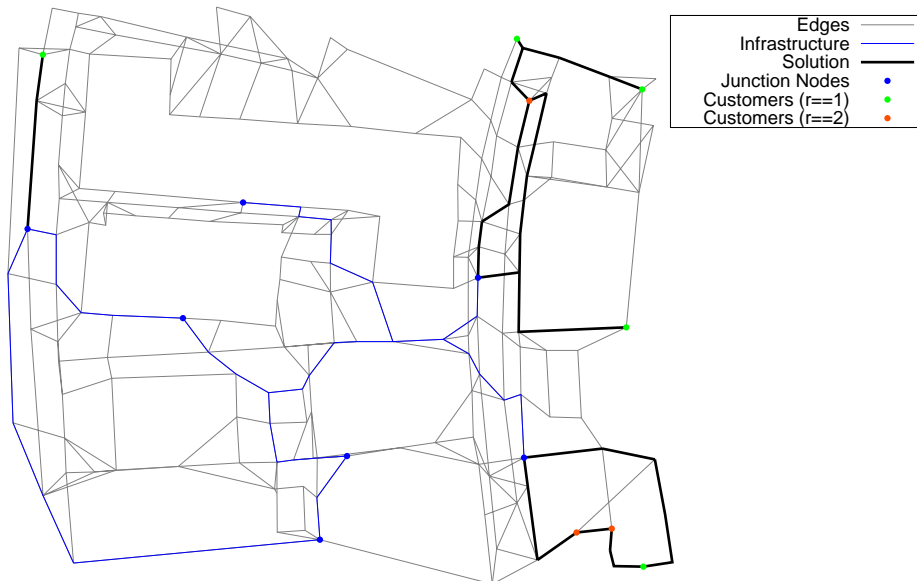 Edges
Infrastructure
Solution
Junction Nodes
Customers (r==1)
Customers (r==2)